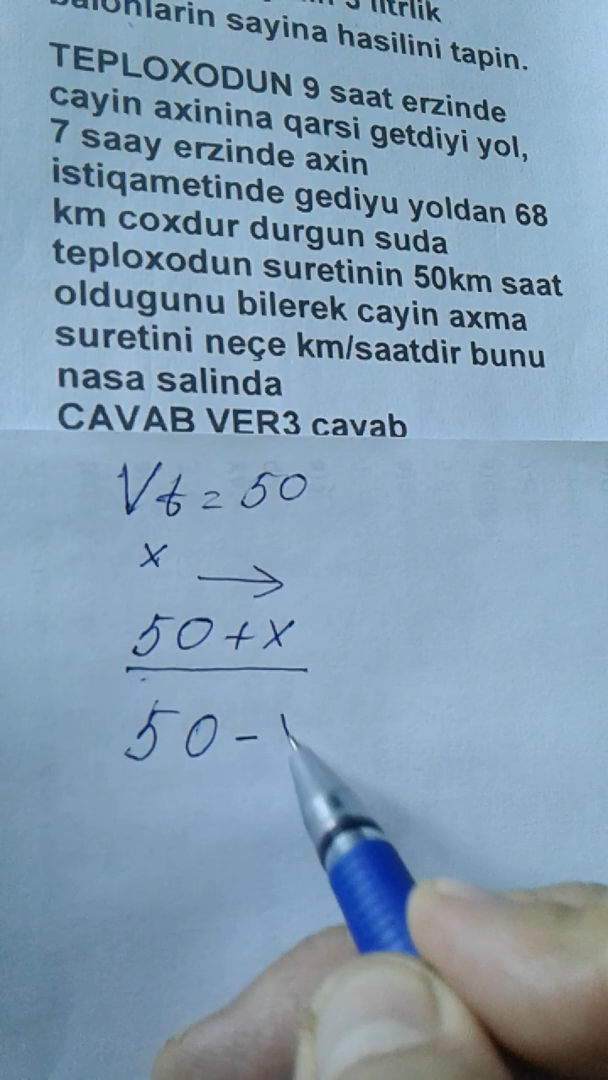 3 litrlik
balonlarin sayina hasilini tapin.
TEPLOXODUN 9 saat erzinde
cayin axinina qarsi getdiyi yol,
7 saay erzinde axin
istiqametinde gediyu yoldan 68
km coxdur durgun suda
teploxodun suretinin 50km saat
oldugunu bilerek cayin axma
suretini neçe km/saatdir bunu
nasa salinda
CAVAB VER3 cavab
Vt = 50
x
50+x
50-